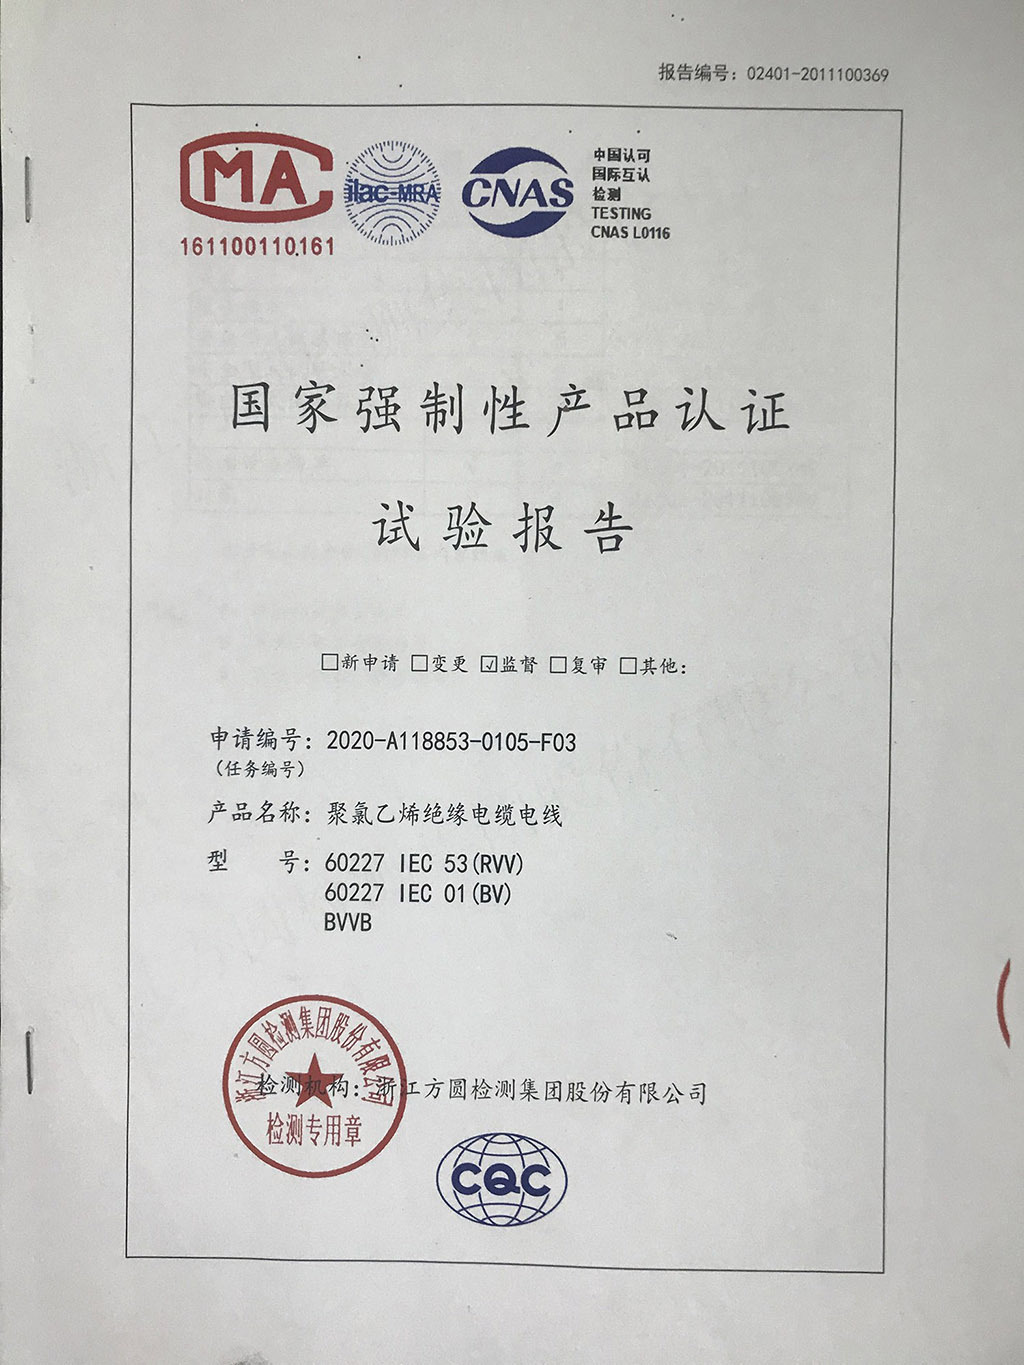 报告编号：02401-2011100369
MA
161100110161
ilac-MRA
CNAS
中国认可
国际互认
检测
TESTING
CNAS L0116
国家强制性产品认证
试验报告
□新申请 □变更 ☑监督 □复审 □其他：
申请编号：2020-A118853-0105-F03
（任务编号）
产品名称：聚氯乙烯绝缘电缆电线
型　　号：60227 IEC 53(RVV)
60227 IEC 01(BV)
BVVB
浙江方圆检测集团股份有限公司
检测机构：浙江方圆检测集团股份有限公司
检测专用章
CQC